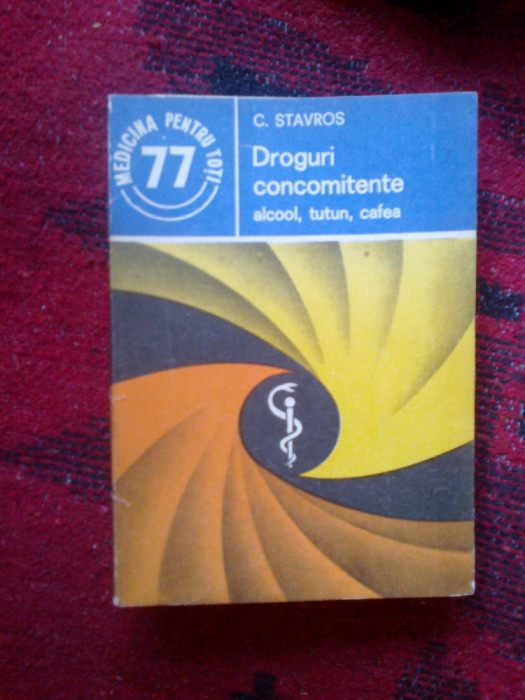 MEDICINA PENTRU TOȚI
77
C. STAVROS
Droguri
concomitente
alcool, tutun, cafea